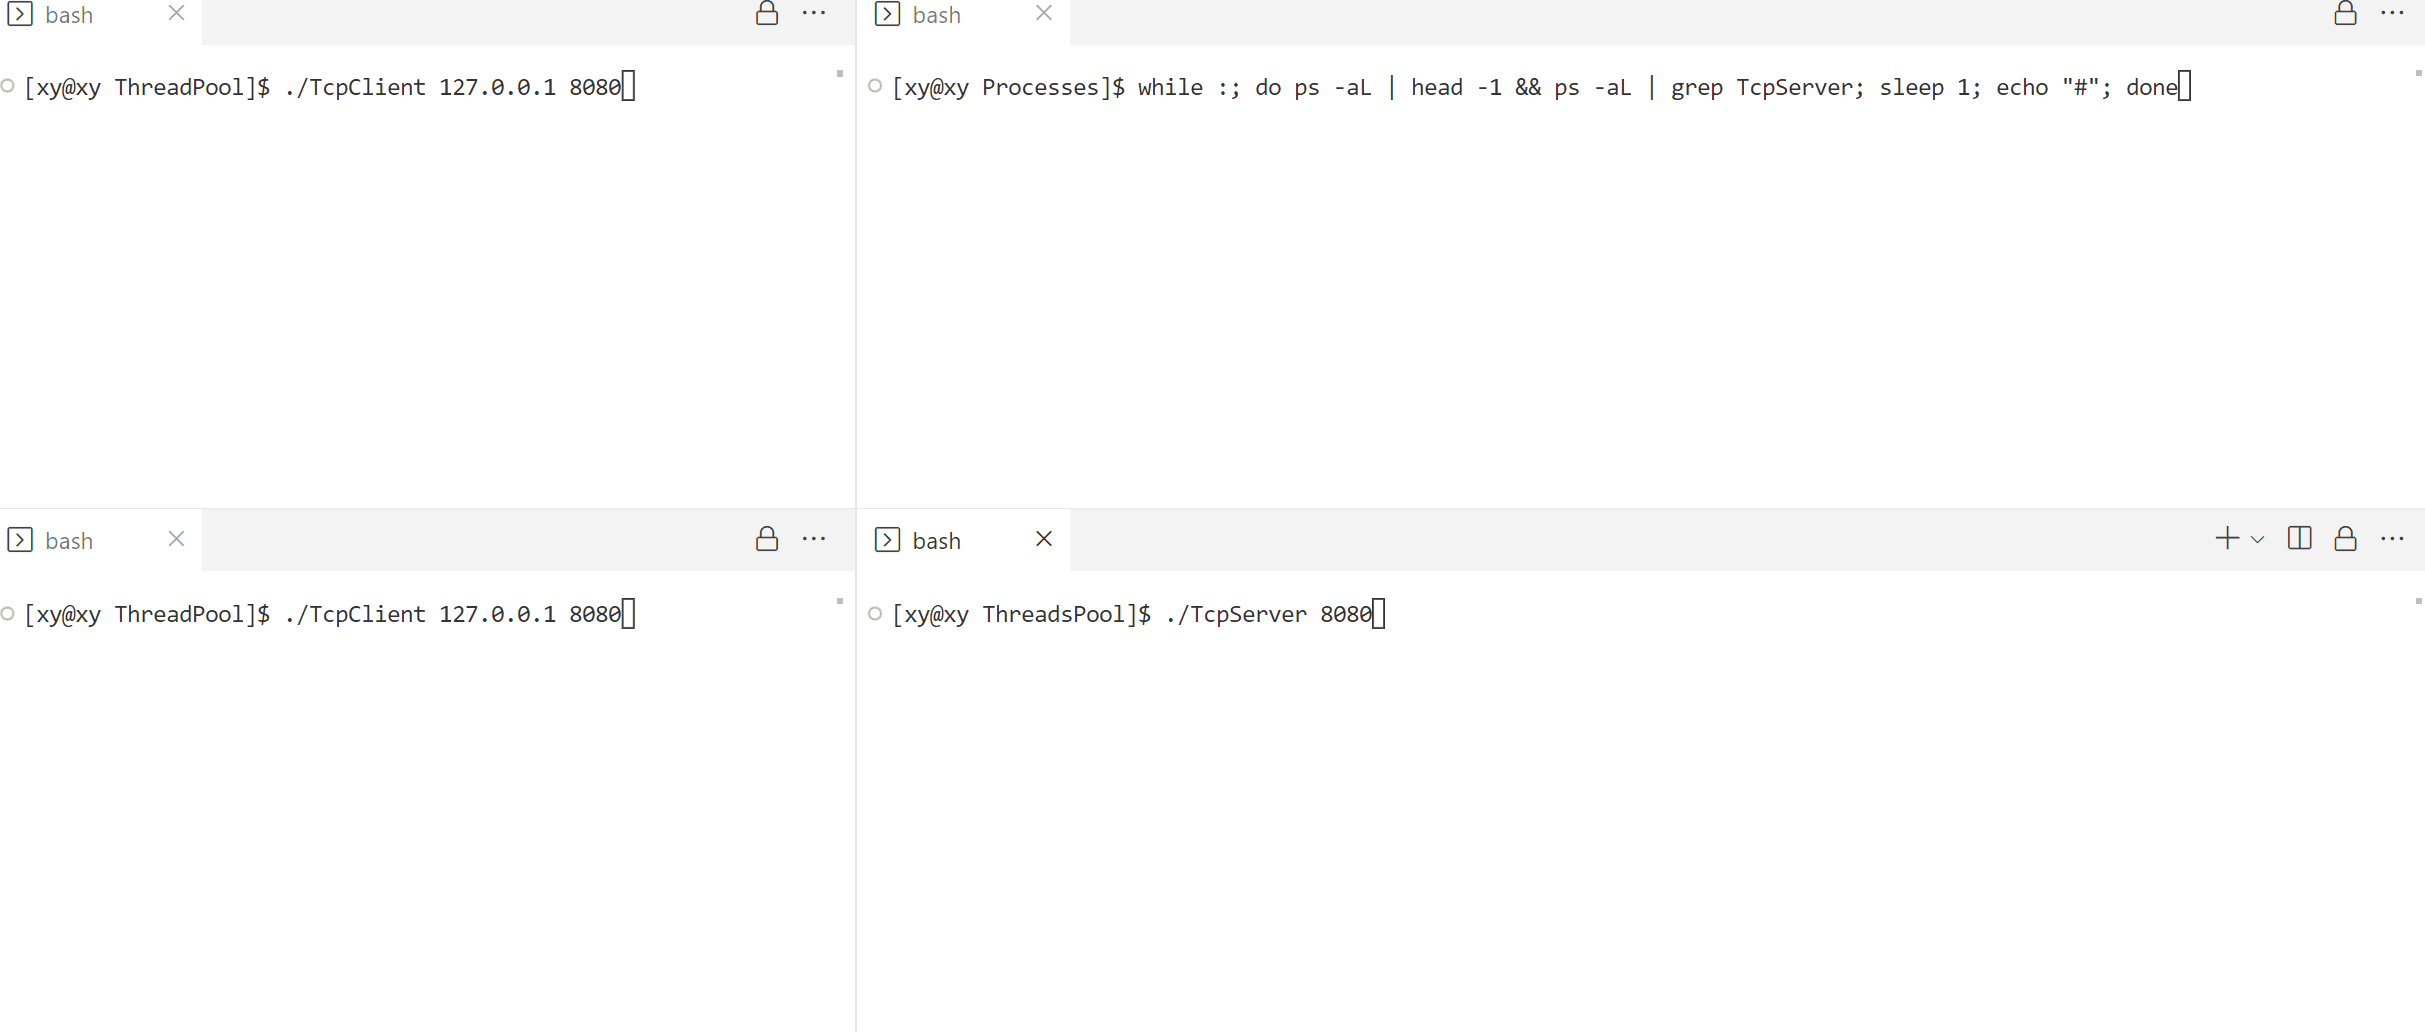 bash
[xy@xy ThreadPool]$ ./TcpClient 127.0.0.1 8080
bash
[xy@xy Processes]$ while :; do ps -aL | head -1 && ps -aL | grep TcpServer; sleep 1; echo "#"; done
bash
[xy@xy ThreadPool]$ ./TcpClient 127.0.0.1 8080
bash
[xy@xy ThreadsPool]$ ./TcpServer 8080